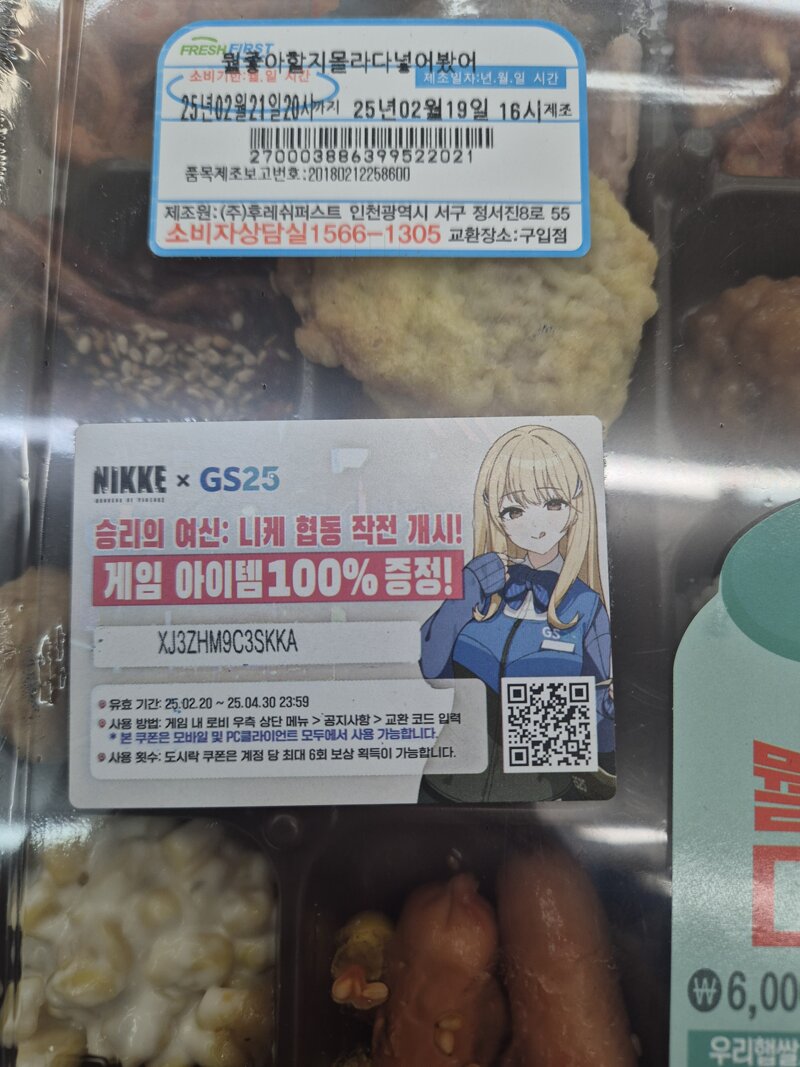 FRESH FIRST
뭘좋아할지몰라다넣어봤어
소비기한:월.일 시간
제조일자:년.월.일 시간
25년02월21일20시까지
25년02월19일 16시제조
270003886399522021
품목제조보고번호:20180212258600
제조원:(주)후레쉬퍼스트 인천광역시 서구 정서진8로 55
소비자상담실1566-1305 교환장소:구입점
NIKKE × GS25
승리의 여신: 니케 협동 작전 개시!
게임 아이템100% 증정!
XJ3ZHM9C3SKKA
GS
유효 기간: 25.02.20 ~ 25.04.30 23:59
사용 방법: 게임 내 로비 우측 상단 메뉴 > 공지사항 > 교환 코드 입력
* 본 쿠폰은 모바일 및 PC클라이언트 모두에서 사용 가능합니다.
사용 횟수: 도시락 쿠폰은 계정 당 최대 6회 보상 획득이 가능합니다.
₩6,00
우리햅쌀